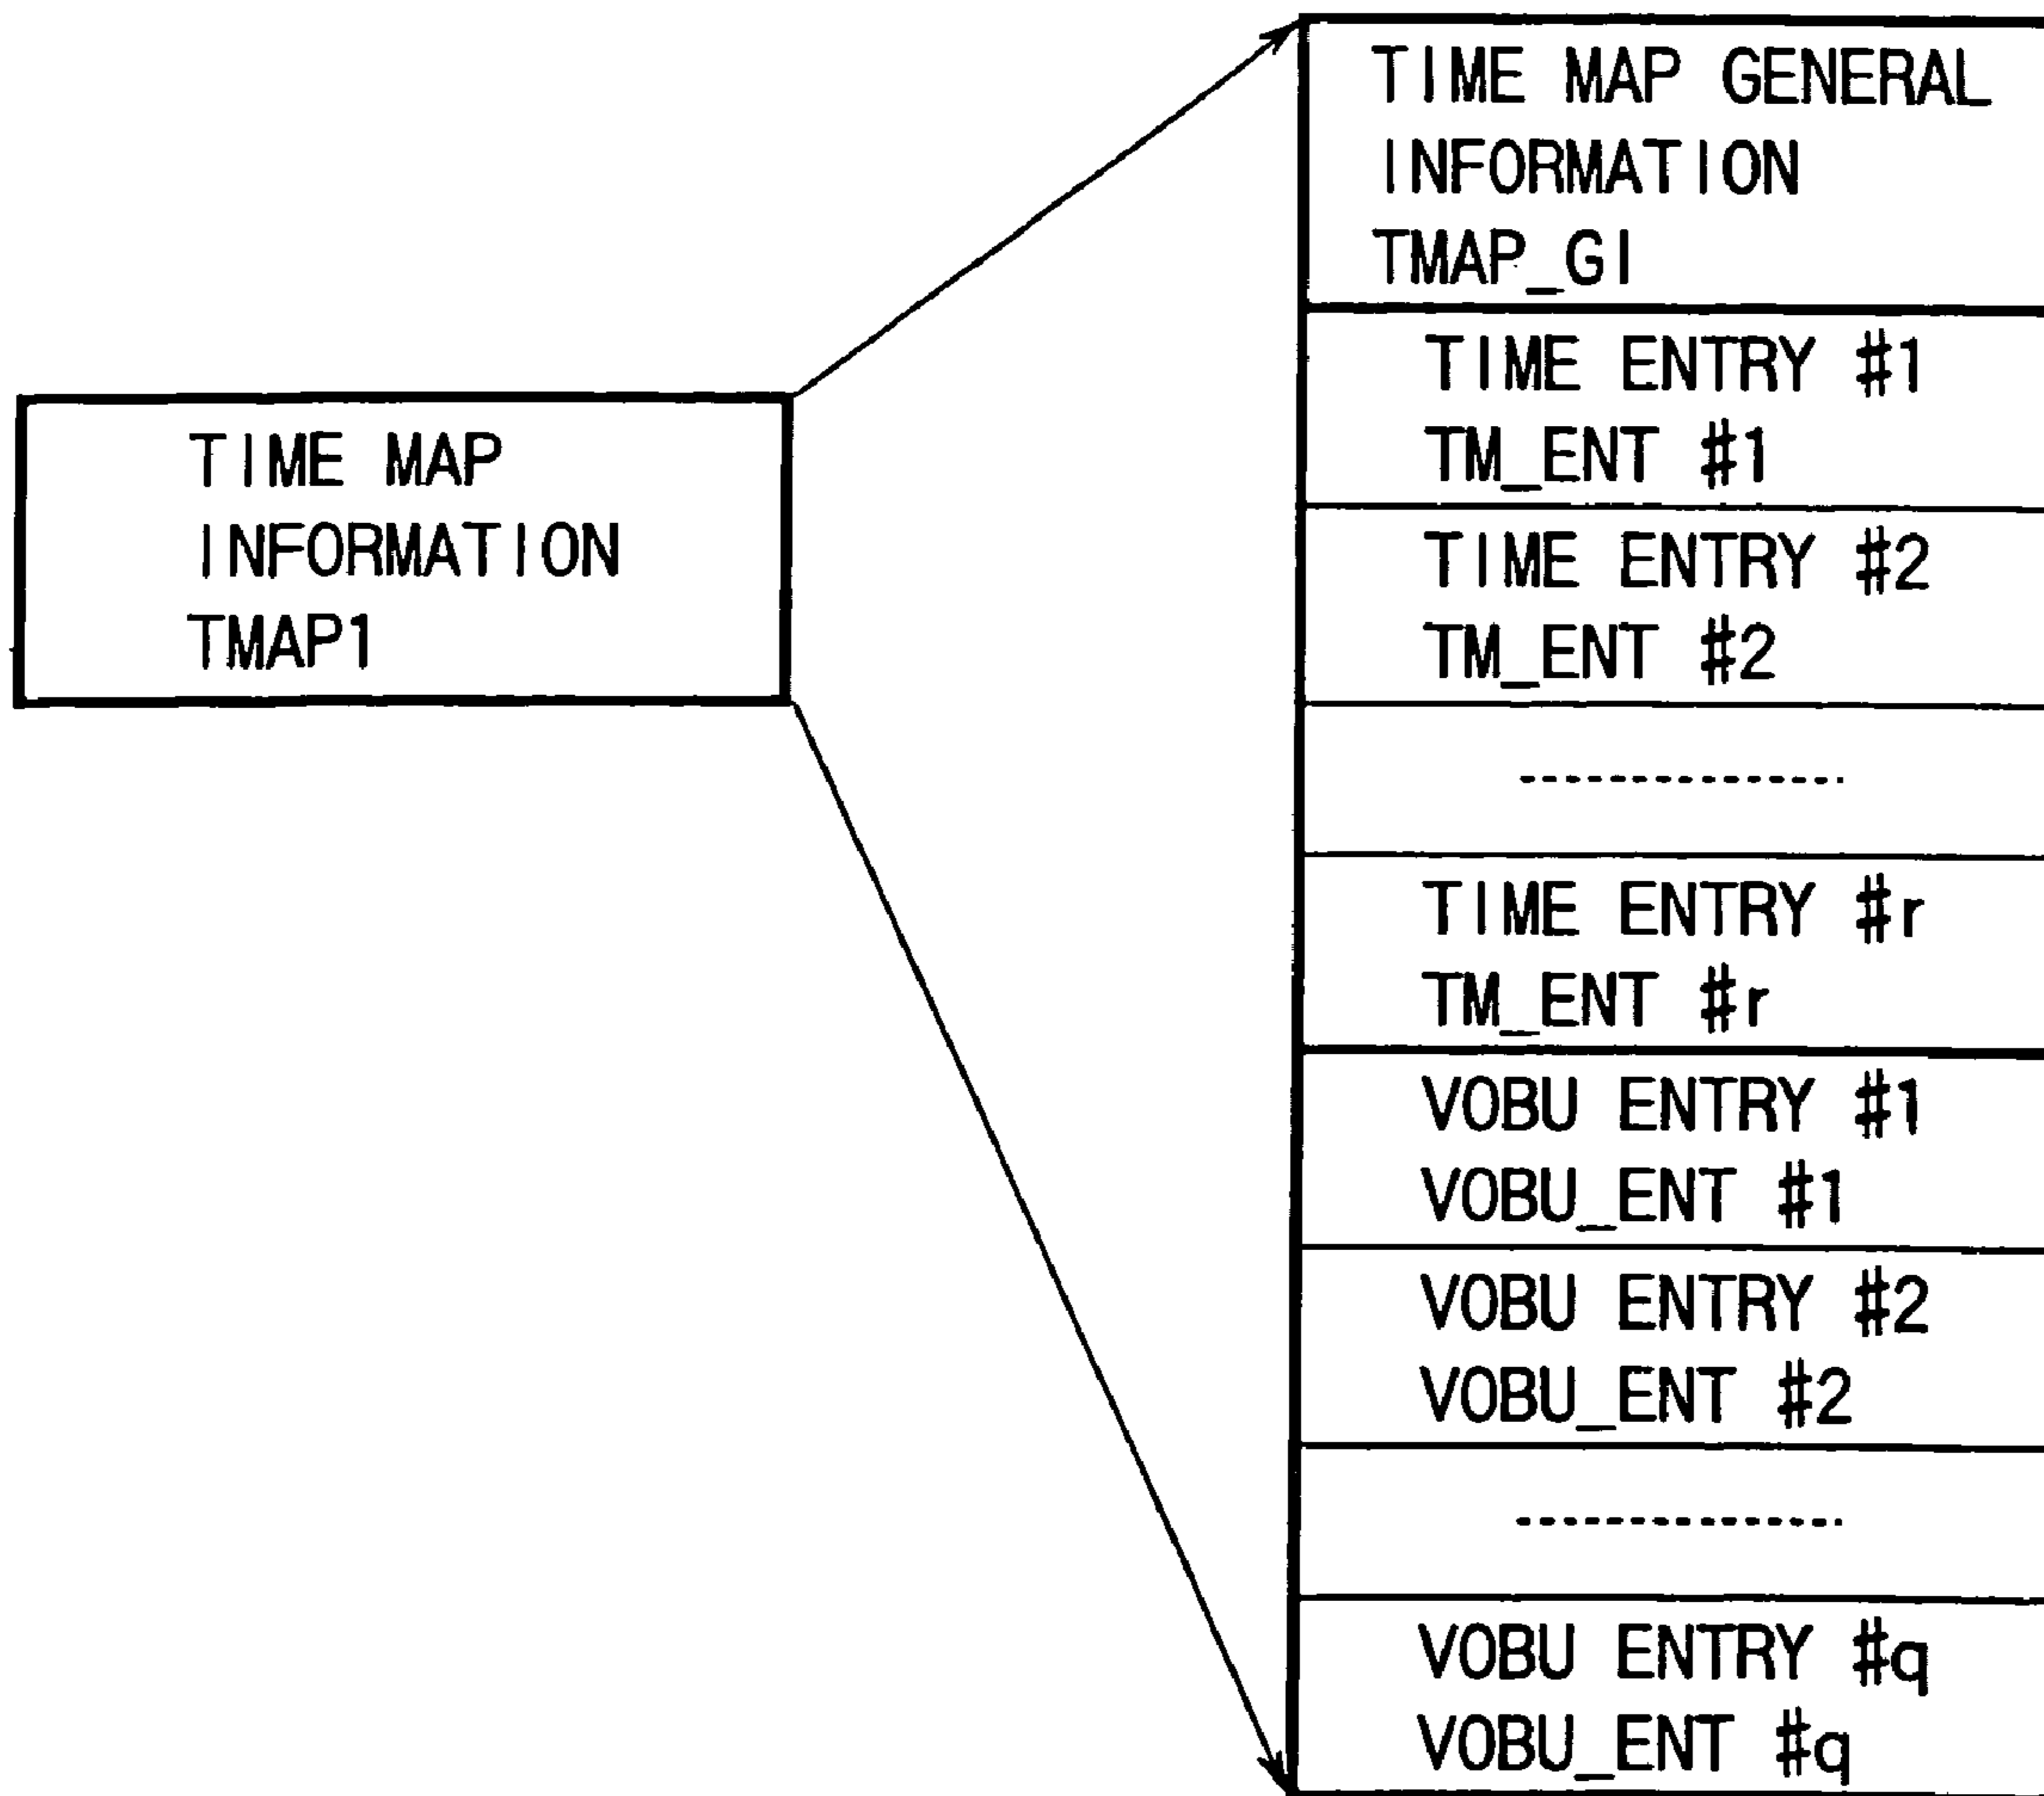 TIME MAP
INFORMATION
TMAP1
TIME MAP GENERAL
INFORMATION
TMAP_GI
TIME ENTRY #1
TM_ENT #1
TIME ENTRY #2
TM_ENT #2
TIME ENTRY #r
TM_ENT #r
VOBU ENTRY #1
VOBU_ENT #1
VOBU ENTRY #2
VOBU_ENT #2
VOBU ENTRY #q
VOBU_ENT #q